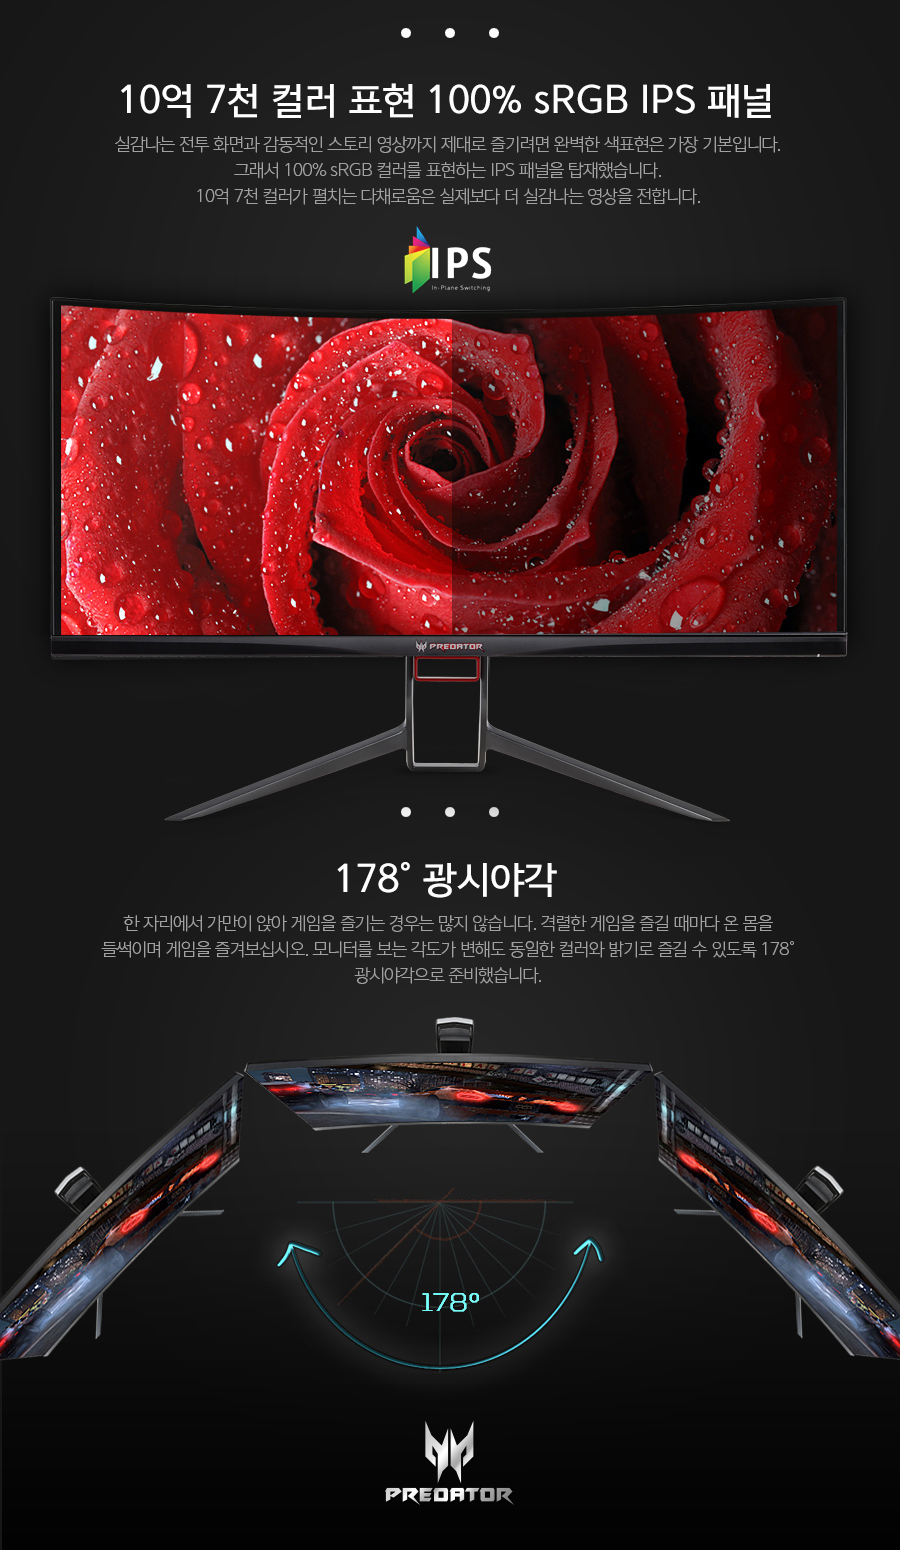 10억 7천 컬러 표현 100% sRGB IPS 패널
실감나는 전투 화면과 감동적인 스토리 영상까지 제대로 즐기려면 완벽한 색표현은 가장 기본입니다.
그래서 100% sRGB 컬러를 표현하는 IPS 패널을 탑재했습니다.
10억 7천 컬러가 펼치는 다채로움은 실제보다 더 실감나는 영상을 전합니다.
IPS
In-Plane Switching
PREDATOR
178˚ 광시야각
한 자리에서 가만이 앉아 게임을 즐기는 경우는 많지 않습니다. 격렬한 게임을 즐길 때마다 온 몸을
들썩이며 게임을 즐겨보십시오. 모니터를 보는 각도가 변해도 동일한 컬러와 밝기로 즐길 수 있도록 178˚
광시야각으로 준비했습니다.
178º
PREDATOR